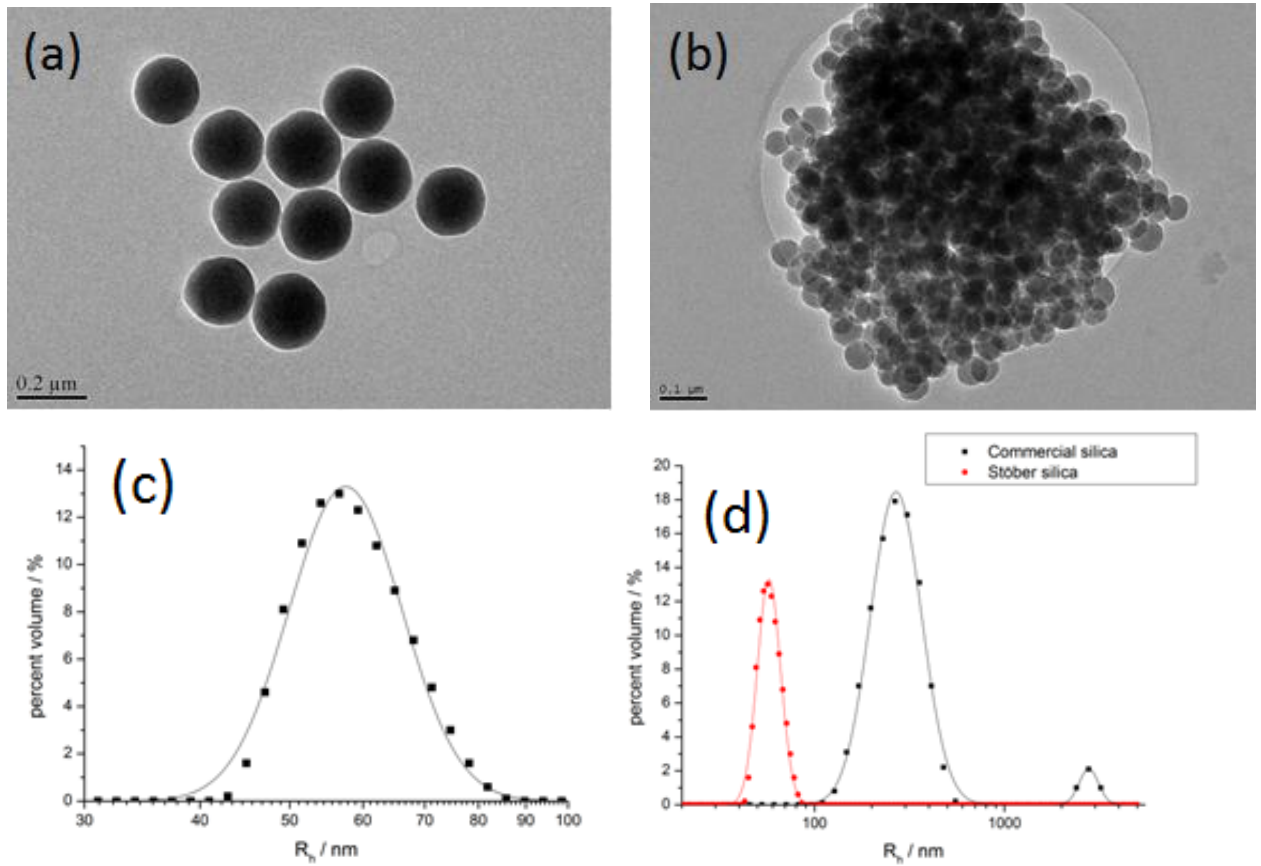 (a)
0.2 µm
(b)
0.1 µm
(c)
14
12
10
8
6
4
2
0
percent volume / %
30 40 50 60 70 80 90 100
Rh / nm
Commercial silica
Stöber silica
(d)
20
18
16
14
12
10
8
6
4
2
0
percent volume / %
100 1000
Rh / nm